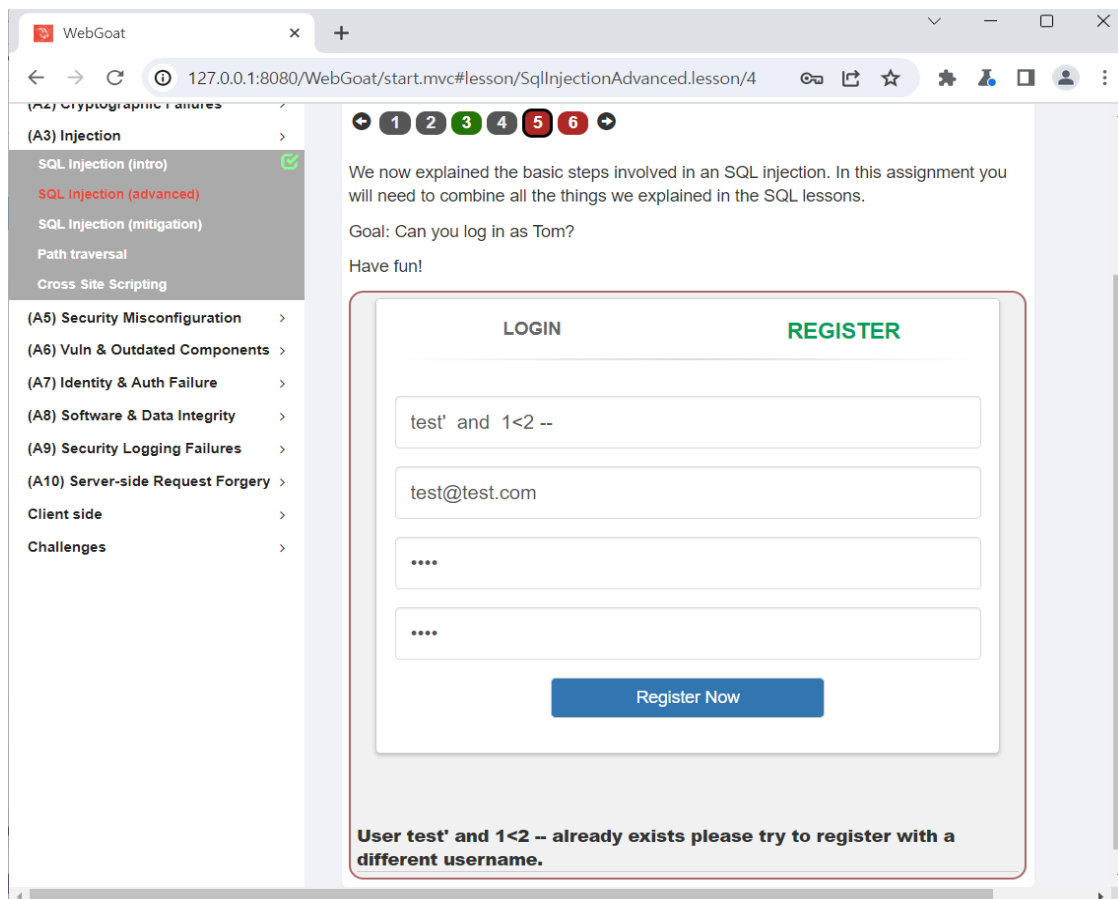 WebGoat
127.0.0.1:8080/WebGoat/start.mvc#lesson/SqlInjectionAdvanced.lesson/4
(A2) Cryptographic Failures
(A3) Injection
SQL Injection (intro)
SQL Injection (advanced)
SQL Injection (mitigation)
Path traversal
Cross Site Scripting
(A5) Security Misconfiguration
(A6) Vuln & Outdated Components
(A7) Identity & Auth Failure
(A8) Software & Data Integrity
(A9) Security Logging Failures
(A10) Server-side Request Forgery
Client side
Challenges
1 2 3 4 5 6
We now explained the basic steps involved in an SQL injection. In this assignment you
will need to combine all the things we explained in the SQL lessons.
Goal: Can you log in as Tom?
Have fun!
LOGIN REGISTER
test' and 1<2 --
test@test.com
••••
••••
Register Now
User test' and 1<2 -- already exists please try to register with a
different username.